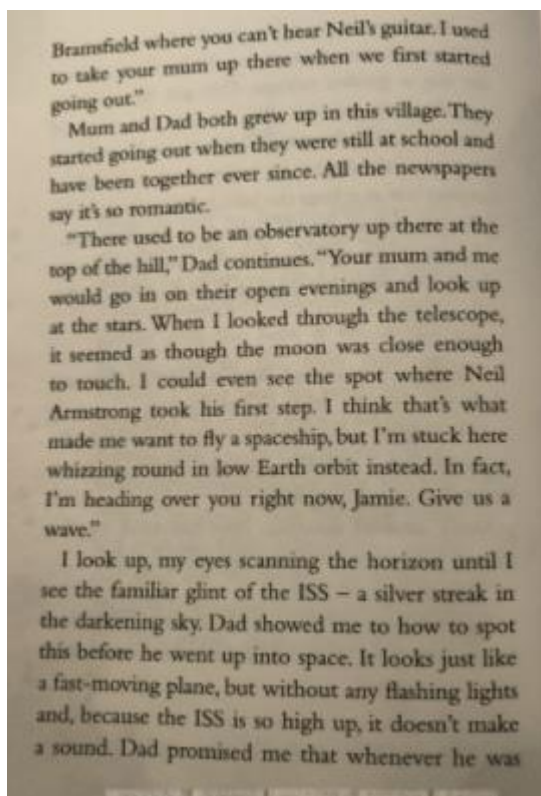 Bramsfield where you can't hear Neil's guitar. I used
to take your mum up there when we first started
going out."
Mum and Dad both grew up in this village. They
started going out when they were still at school and
have been together ever since. All the newspapers
say it's so romantic.
"There used to be an observatory up there at the
top of the hill," Dad continues. "Your mum and me
would go in on their open evenings and look up
at the stars. When I looked through the telescope,
it seemed as though the moon was close enough
to touch. I could even see the spot where Neil
Armstrong took his first step. I think that's what
made me want to fly a spaceship, but I'm stuck here
whizzing round in low Earth orbit instead. In fact,
I'm heading over you right now, Jamie. Give us a
wave."
I look up, my eyes scanning the horizon until I
see the familiar glint of the ISS – a silver streak in
the darkening sky. Dad showed me to how to spot
this before he went up into space. It looks just like
a fast-moving plane, but without any flashing lights
and, because the ISS is so high up, it doesn't make
a sound. Dad promised me that whenever he was